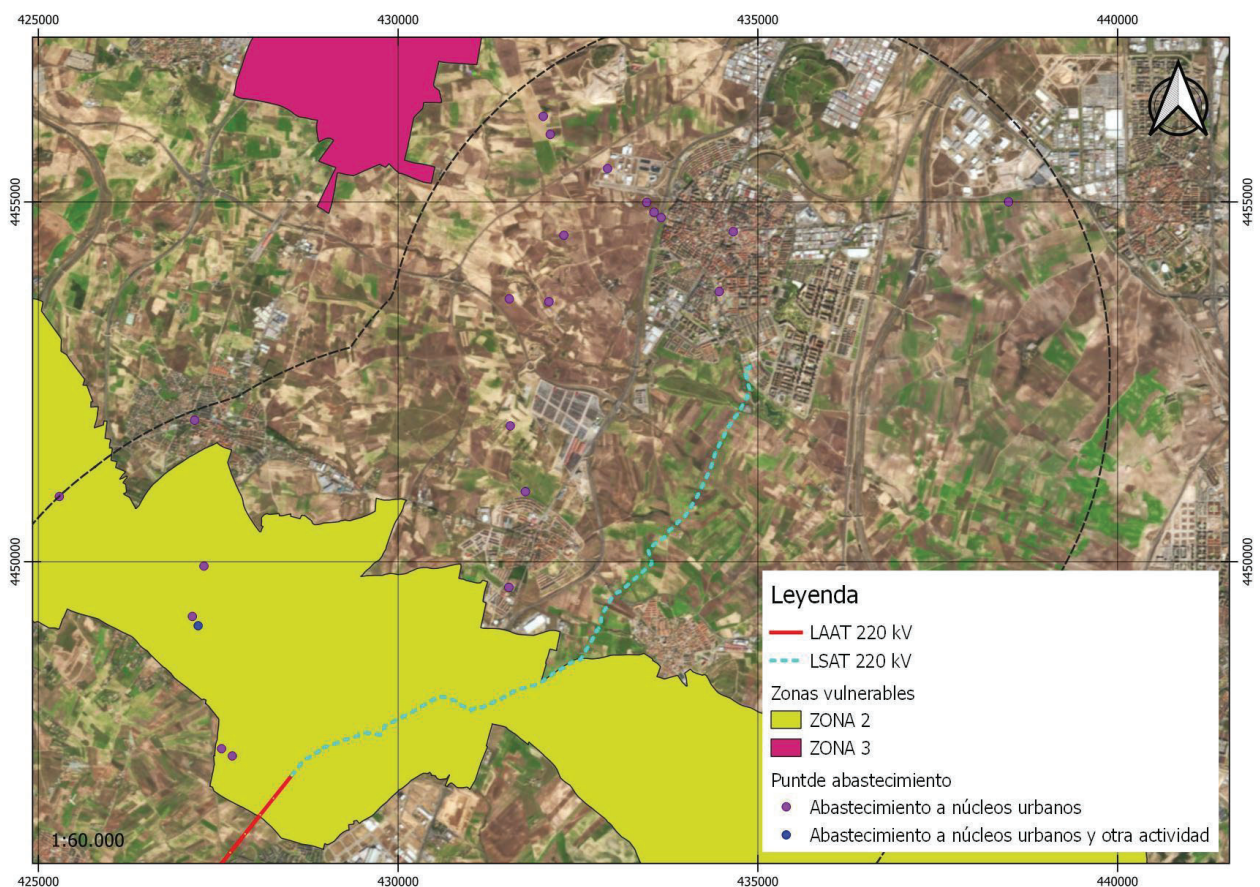 425000 430000 435000 440000
4455000 4455000
4450000 4450000
Leyenda
LAAT 220 kV
LSAT 220 kV
Zonas vulnerables
ZONA 2
ZONA 3
Puntde abastecimiento
Abastecimiento a núcleos urbanos
Abastecimiento a núcleos urbanos y otra actividad
1:60.000
425000 430000 435000 440000